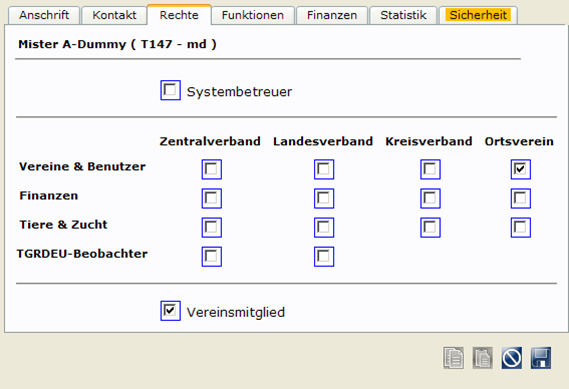 Anschrift Kontakt Rechte Funktionen Finanzen Statistik Sicherheit
Mister A-Dummy ( T147 - md )
Systembetreuer
Zentralverband Landesverband Kreisverband Ortsverein
Vereine & Benutzer
Finanzen
Tiere & Zucht
TGRDEU-Beobachter
Vereinsmitglied